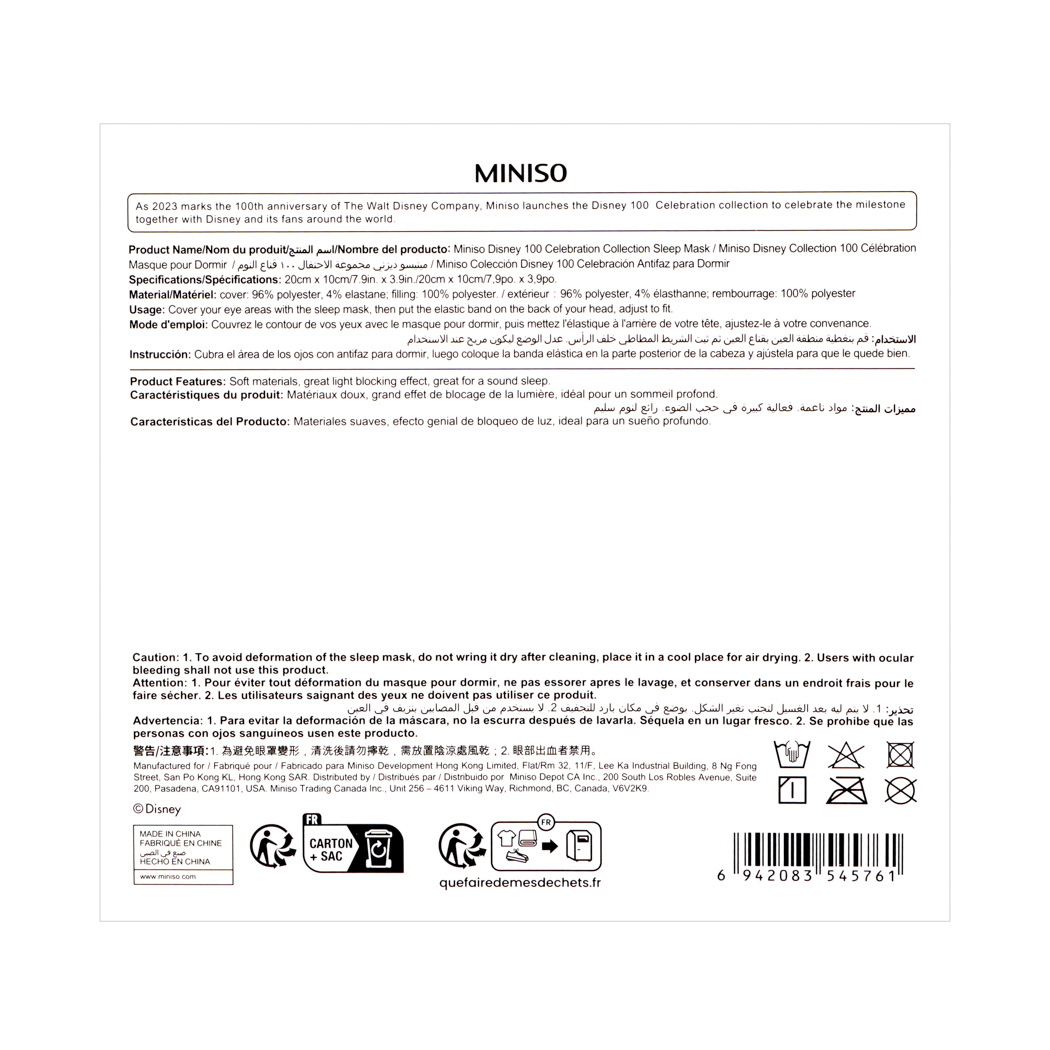 MINISO
As 2023 marks the 100th anniversary of The Walt Disney Company, Miniso launches the Disney 100 Celebration collection to celebrate the milestone
together with Disney and its fans around the world.
Product Name/Nom du produit/اسم المنتج/Nombre del producto: Miniso Disney 100 Celebration Collection Sleep Mask / Miniso Disney Collection 100 Célébration
Masque pour Dormir / مينيسو ديزني مجموعة الاحتفال ١٠٠ قناع النوم / Miniso Colección Disney 100 Celebración Antifaz para Dormir
Specifications/Spécifications: 20cm x 10cm/7.9in. x 3.9in./20cm x 10cm/7,9po. x 3,9po.
Material/Matériel: cover: 96% polyester, 4% elastane; filling: 100% polyester. / extérieur : 96% polyester, 4% élasthanne; rembourrage: 100% polyester
Usage: Cover your eye areas with the sleep mask, then put the elastic band on the back of your head, adjust to fit.
Mode d'emploi: Couvrez le contour de vos yeux avec le masque pour dormir, puis mettez l'élastique à l'arrière de votre tête, ajustez-le à votre convenance.
الاستخدام: قم بتغطية منطقة العين بقناع العين ثم ثبت الشريط المطاطي خلف الرأس. عدل الوضع ليكون مريح عند الاستخدام
Instrucción: Cubra el área de los ojos con antifaz para dormir, luego coloque la banda elástica en la parte posterior de la cabeza y ajústela para que le quede bien.
Product Features: Soft materials, great light blocking effect, great for a sound sleep.
Caractéristiques du produit: Matériaux doux, grand effet de blocage de la lumière, idéal pour un sommeil profond.
مميزات المنتج: مواد ناعمة. فعالية كبيرة في حجب الضوء. رائع لنوم سليم
Características del Producto: Materiales suaves, efecto genial de bloqueo de luz, ideal para un sueño profundo.
Caution: 1. To avoid deformation of the sleep mask, do not wring it dry after cleaning, place it in a cool place for air drying. 2. Users with ocular
bleeding shall not use this product.
Attention: 1. Pour éviter tout déformation du masque pour dormir, ne pas essorer apres le lavage, et conserver dans un endroit frais pour le
faire sécher. 2. Les utilisateurs saignant des yeux ne doivent pas utiliser ce produit.
تحذير: 1. لا يتم ليه بعد الغسيل لتجنب تغير الشكل. يوضع في مكان بارد للتجفيف 2. لا يستخدم من قبل المصابين بنزيف في العين
Advertencia: 1. Para evitar la deformación de la máscara, no la escurra después de lavarla. Séquela en un lugar fresco. 2. Se prohibe que las
personas con ojos sanguíneos usen este producto.
警告/注意事項:1. 為避免眼罩變形，清洗後請勿擰乾，需放置陰涼處風乾；2. 眼部出血者禁用。
Manufactured for / Fabriqué pour / Fabricado para Miniso Development Hong Kong Limited, Flat/Rm 32, 11/F, Lee Ka Industrial Building, 8 Ng Fong
Street, San Po Kong KL, Hong Kong SAR. Distributed by / Distribués par / Distribuido por Miniso Depot CA Inc., 200 South Los Robles Avenue, Suite
200, Pasadena, CA91101, USA. Miniso Trading Canada Inc., Unit 256 – 4611 Viking Way, Richmond, BC, Canada, V6V2K9.
©Disney
MADE IN CHINA
FABRIQUÉ EN CHINE
صنع في الصين
HECHO EN CHINA
www.miniso.com
FR
CARTON
+ SAC
FR
quefairedemesdechets.fr
6 942083 545761